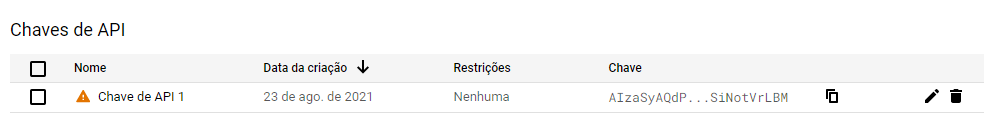 Chaves de API
Nome Data da criação Restrições Chave
Chave de API 1 23 de ago. de 2021 Nenhuma AIzaSyAQdP...SiNotVrLBM